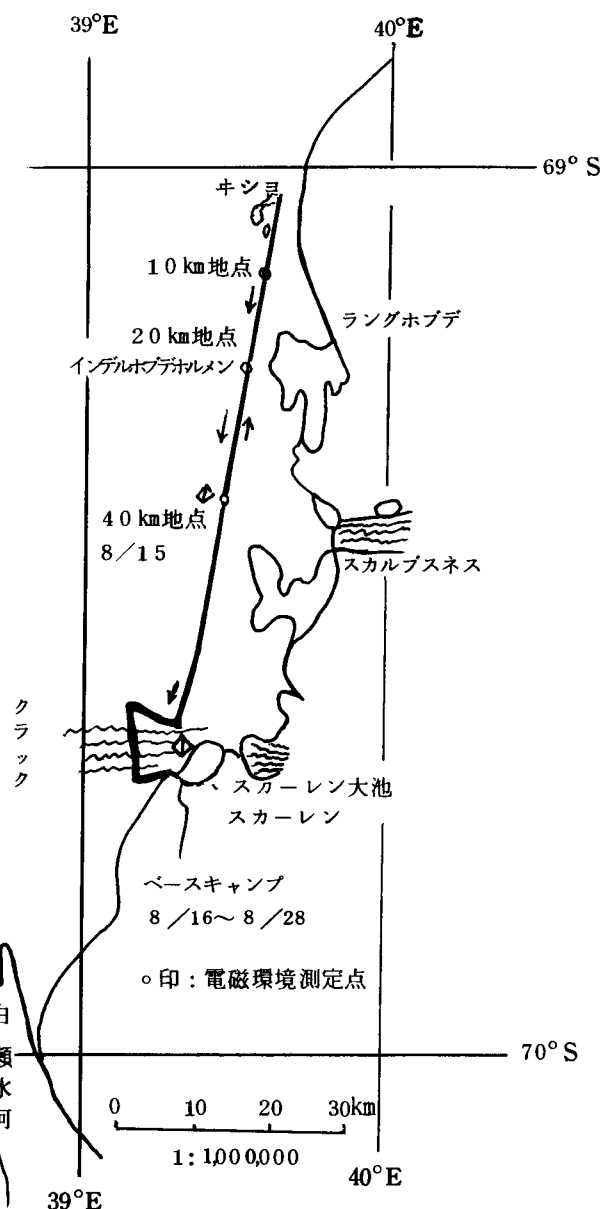 39°E
40°E
69°S
ヰショ
10km地点
ラングホブデ
20km地点
インデルホブデホルメン
40km地点
8/15
スカルブスネス
クラック
スカーレン大池
スカーレン
ベースキャンプ
8/16~8/28
○印:電磁環境測定点
白瀬氷河
70°S
0 10 20 30km
1:1,000,000
40°E
39°E